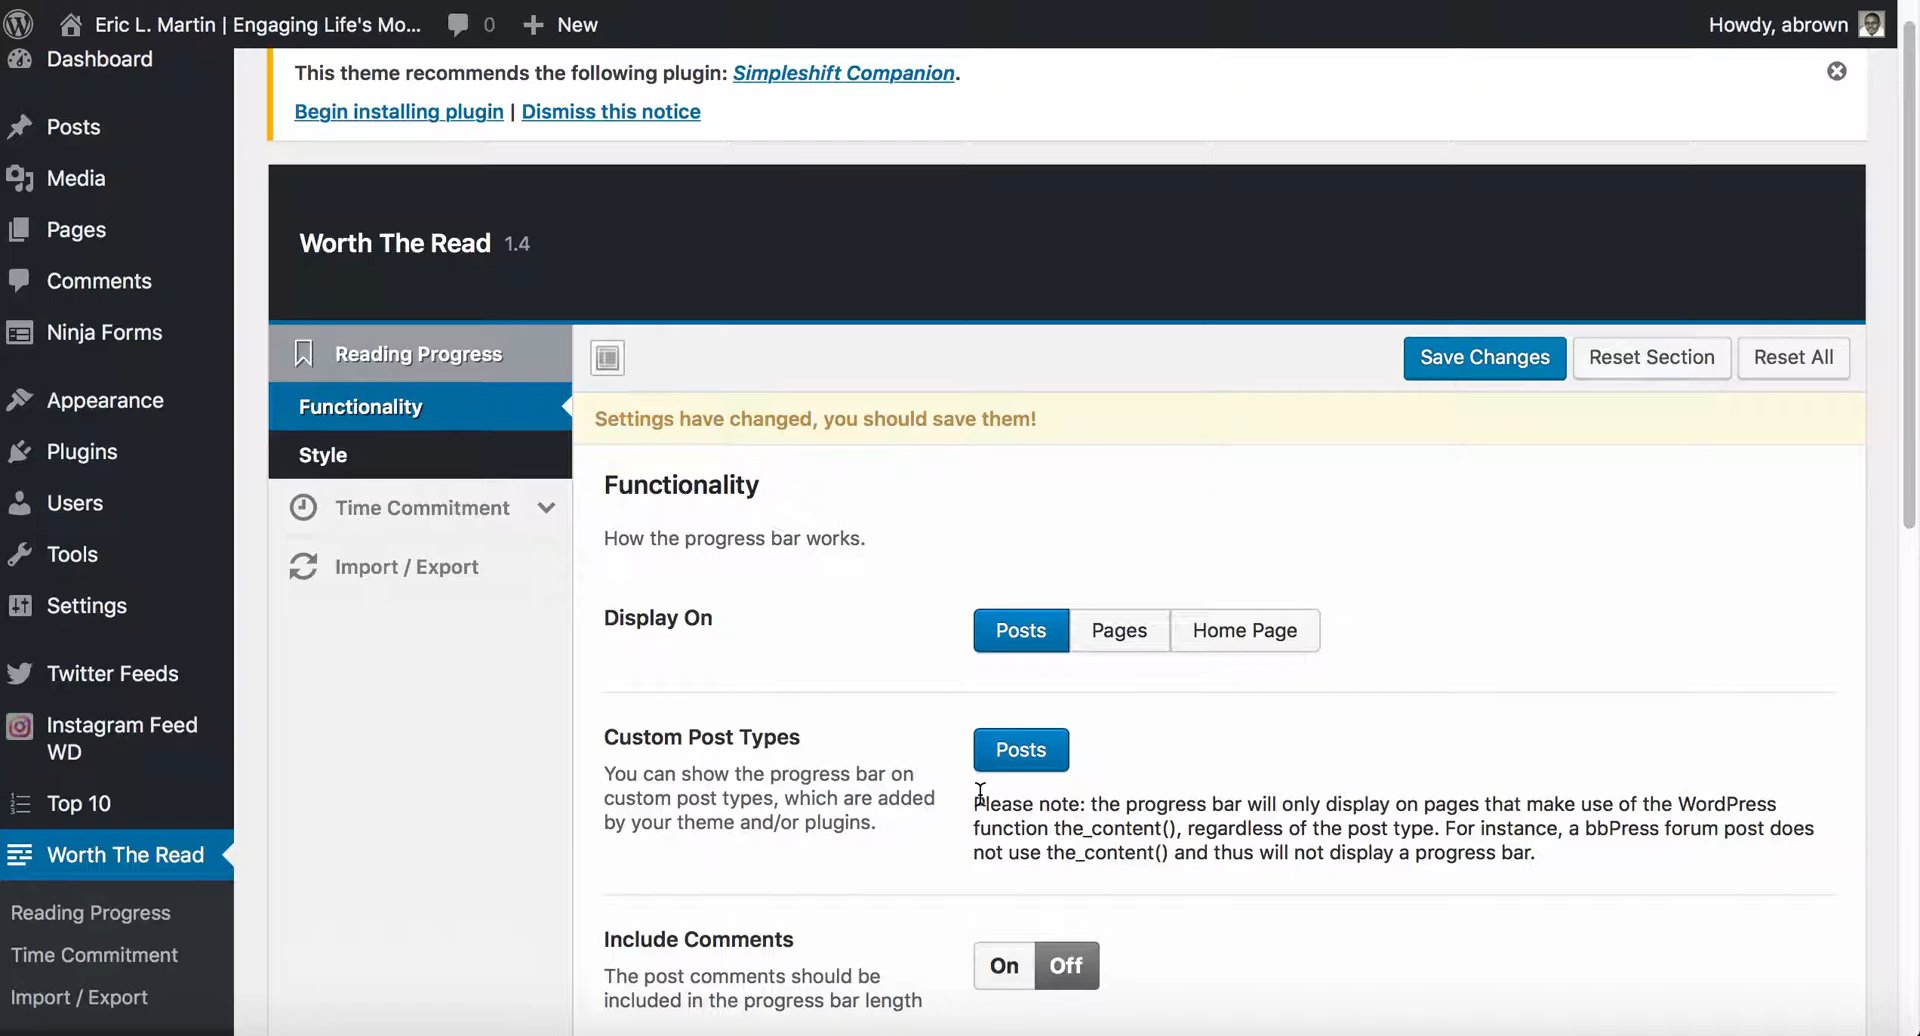 Eric L. Martin | Engaging Life's Mo...
0
New
Howdy, abrown
Dashboard
Posts
Media
Pages
Comments
Ninja Forms
Appearance
Plugins
Users
Tools
Settings
Twitter Feeds
Instagram Feed
WD
Top 10
Worth The Read
Reading Progress
Time Commitment
Import / Export
This theme recommends the following plugin: Simpleshift Companion.
Begin installing plugin | Dismiss this notice
Worth The Read 1.4
Reading Progress
Functionality
Style
Time Commitment
Import / Export
Save Changes
Reset Section
Reset All
Settings have changed, you should save them!
Functionality
How the progress bar works.
Display On
Posts
Pages
Home Page
Custom Post Types
You can show the progress bar on
custom post types, which are added
by your theme and/or plugins.
Posts
Please note: the progress bar will only display on pages that make use of the WordPress
function the_content(), regardless of the post type. For instance, a bbPress forum post does
not use the_content() and thus will not display a progress bar.
Include Comments
The post comments should be
included in the progress bar length
On
Off